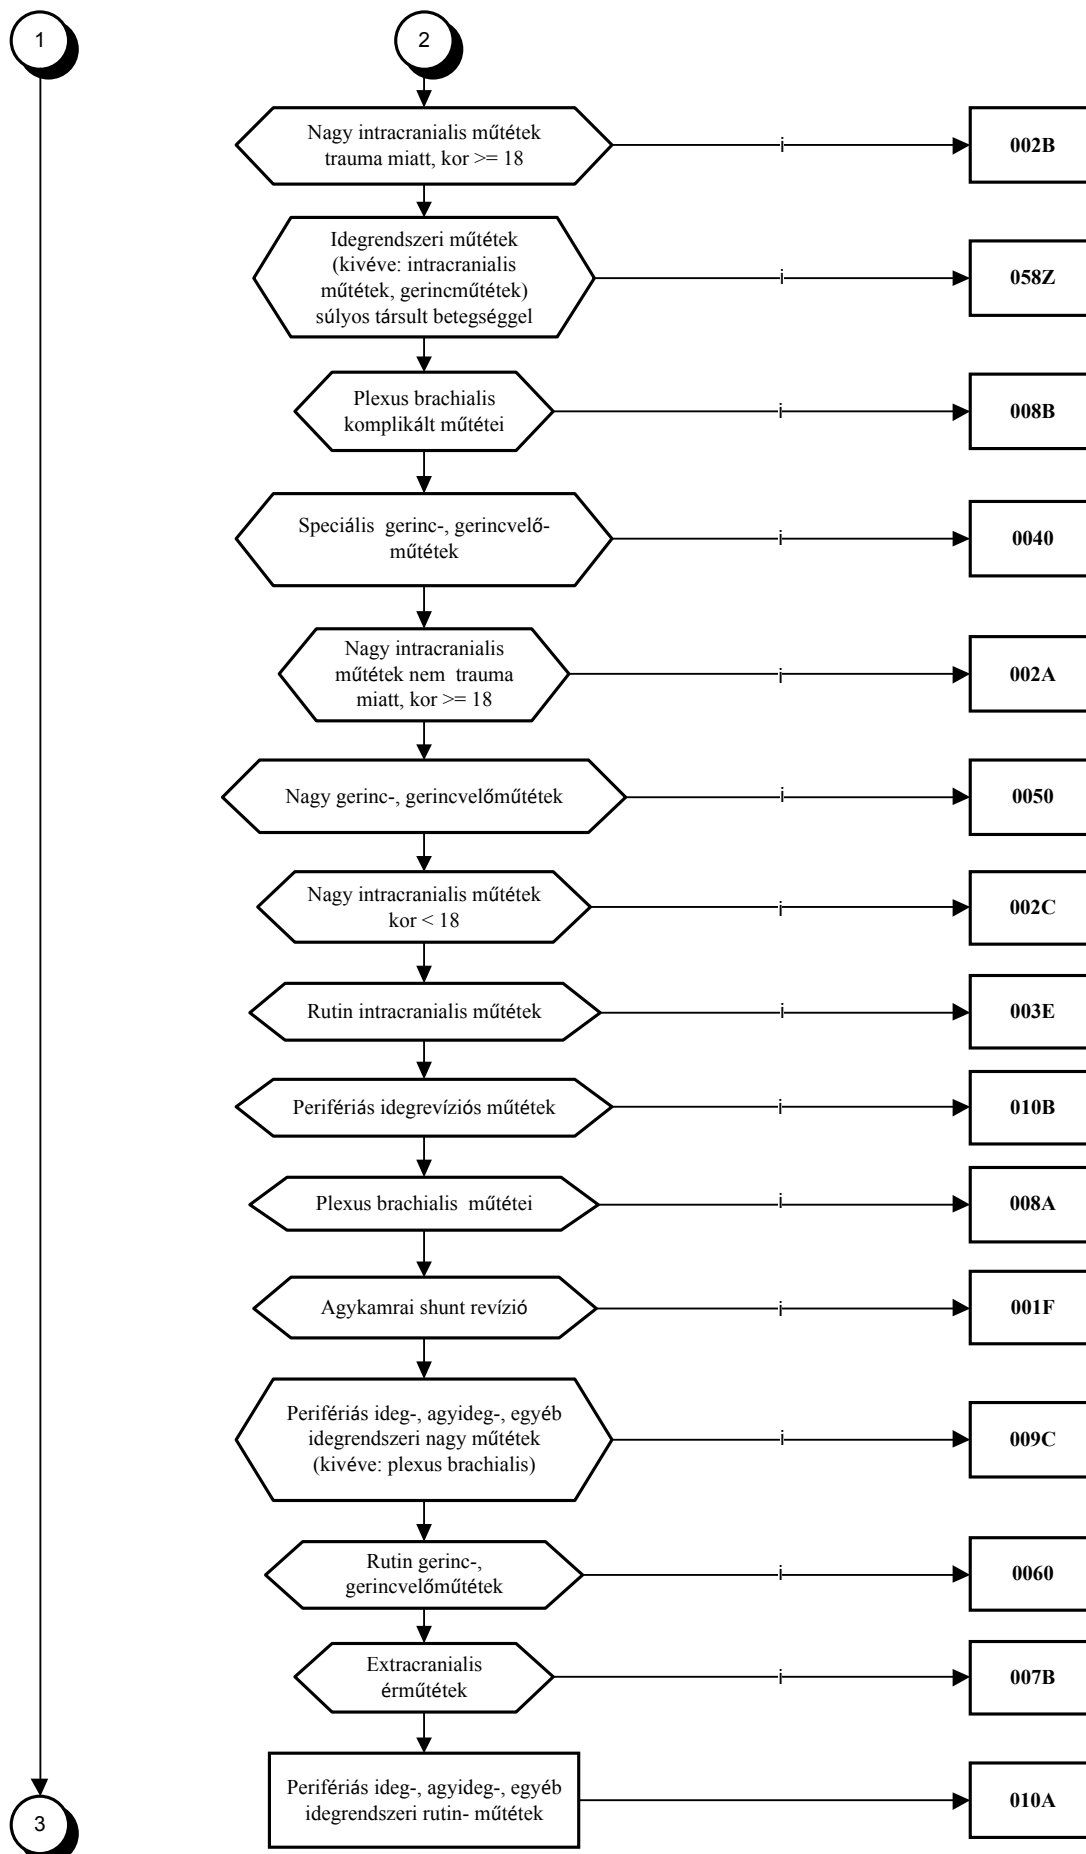 1
2
Nagy intracranialis műtétek
trauma miatt, kor >= 18
i
002B
Idegrendszeri műtétek
(kivéve: intracranialis
műtétek, gerincműtétek)
súlyos társult betegséggel
i
058Z
Plexus brachialis
komplikált műtétei
i
008B
Speciális gerinc-, gerincvelő-
műtétek
i
0040
Nagy intracranialis
műtétek nem trauma
miatt, kor >= 18
i
002A
Nagy gerinc-, gerincvelőműtétek
i
0050
Nagy intracranialis műtétek
kor < 18
i
002C
Rutin intracranialis műtétek
i
003E
Perifériás idegrevíziós műtétek
i
010B
Plexus brachialis műtétei
i
008A
Agykamrai shunt revízió
i
001F
Perifériás ideg-, agyideg-, egyéb
idegrendszeri nagy műtétek
(kivéve: plexus brachialis)
i
009C
Rutin gerinc-,
gerincvelőműtétek
i
0060
Extracranialis
érműtétek
i
007B
Perifériás ideg-, agyideg-, egyéb
idegrendszeri rutin- műtétek
010A
3